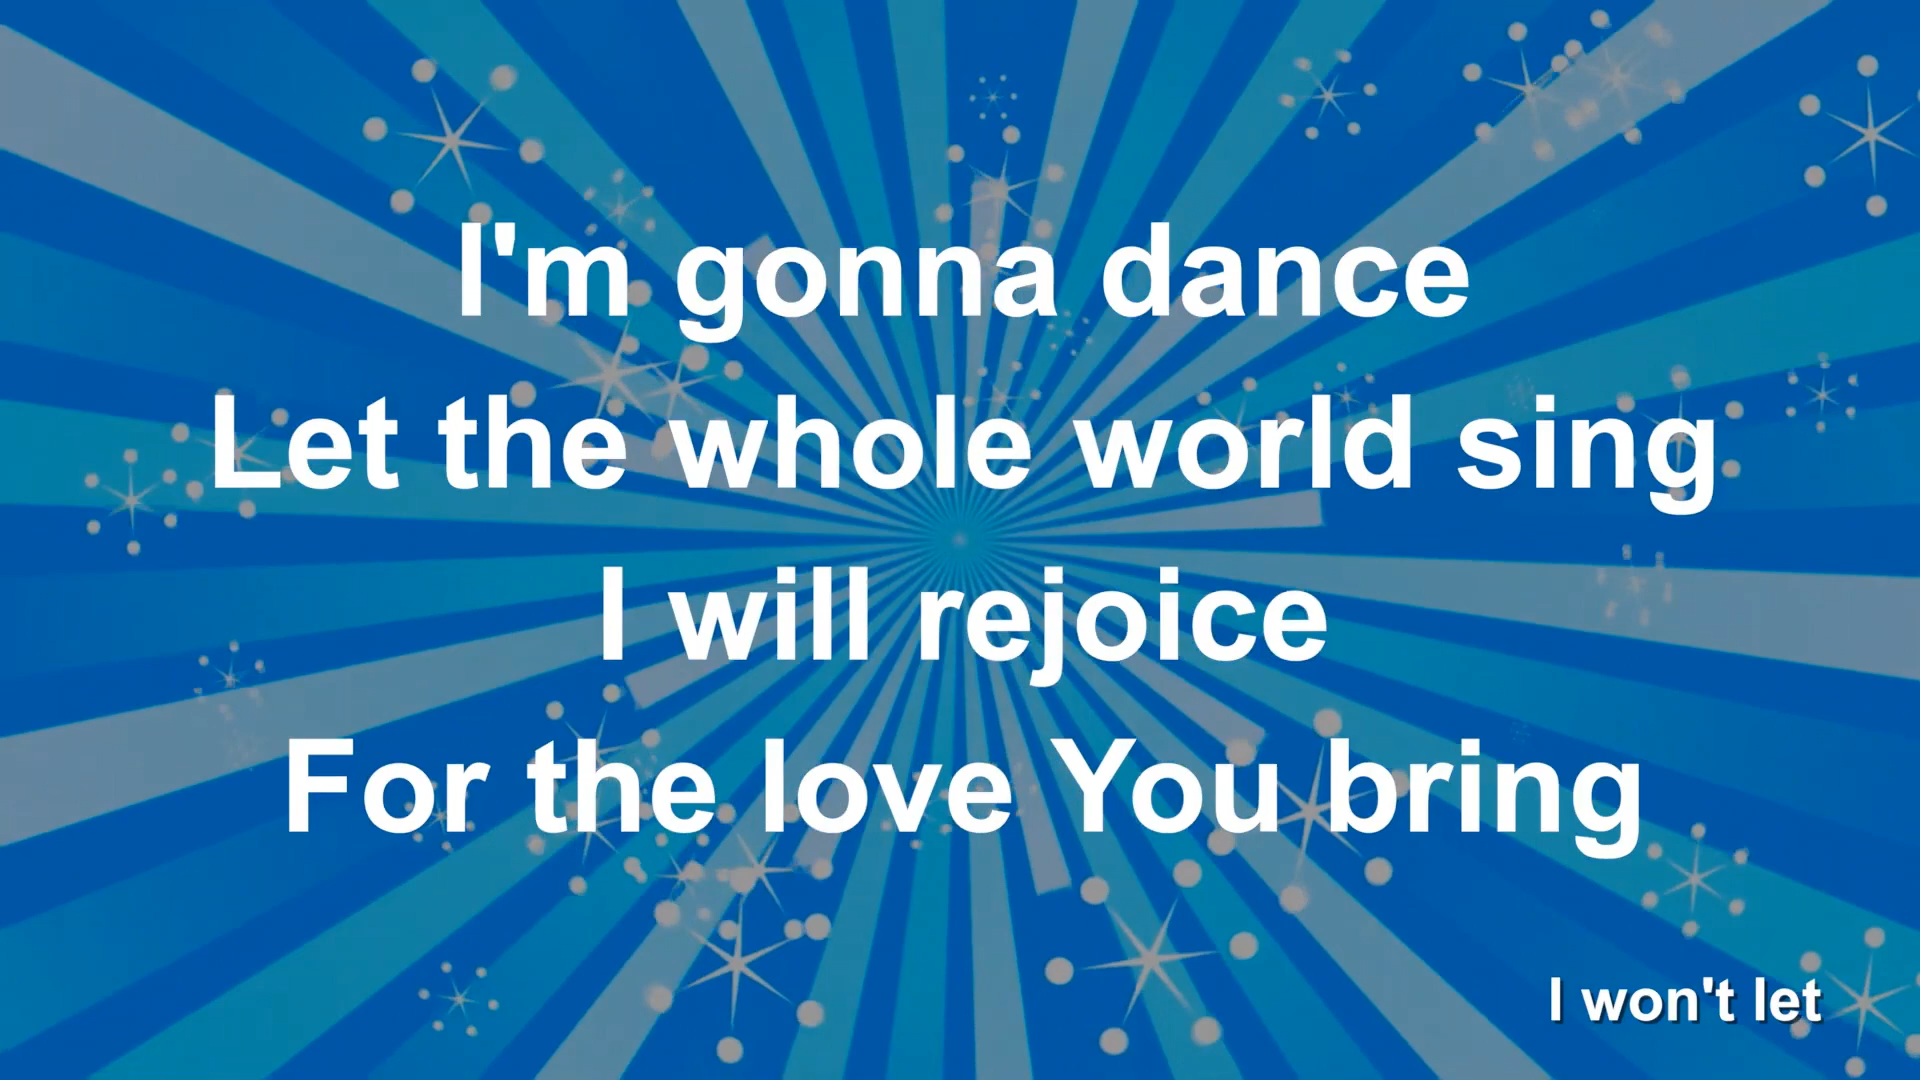 I'm gonna dance
Let the whole world sing
I will rejoice
For the love You bring
I won't let